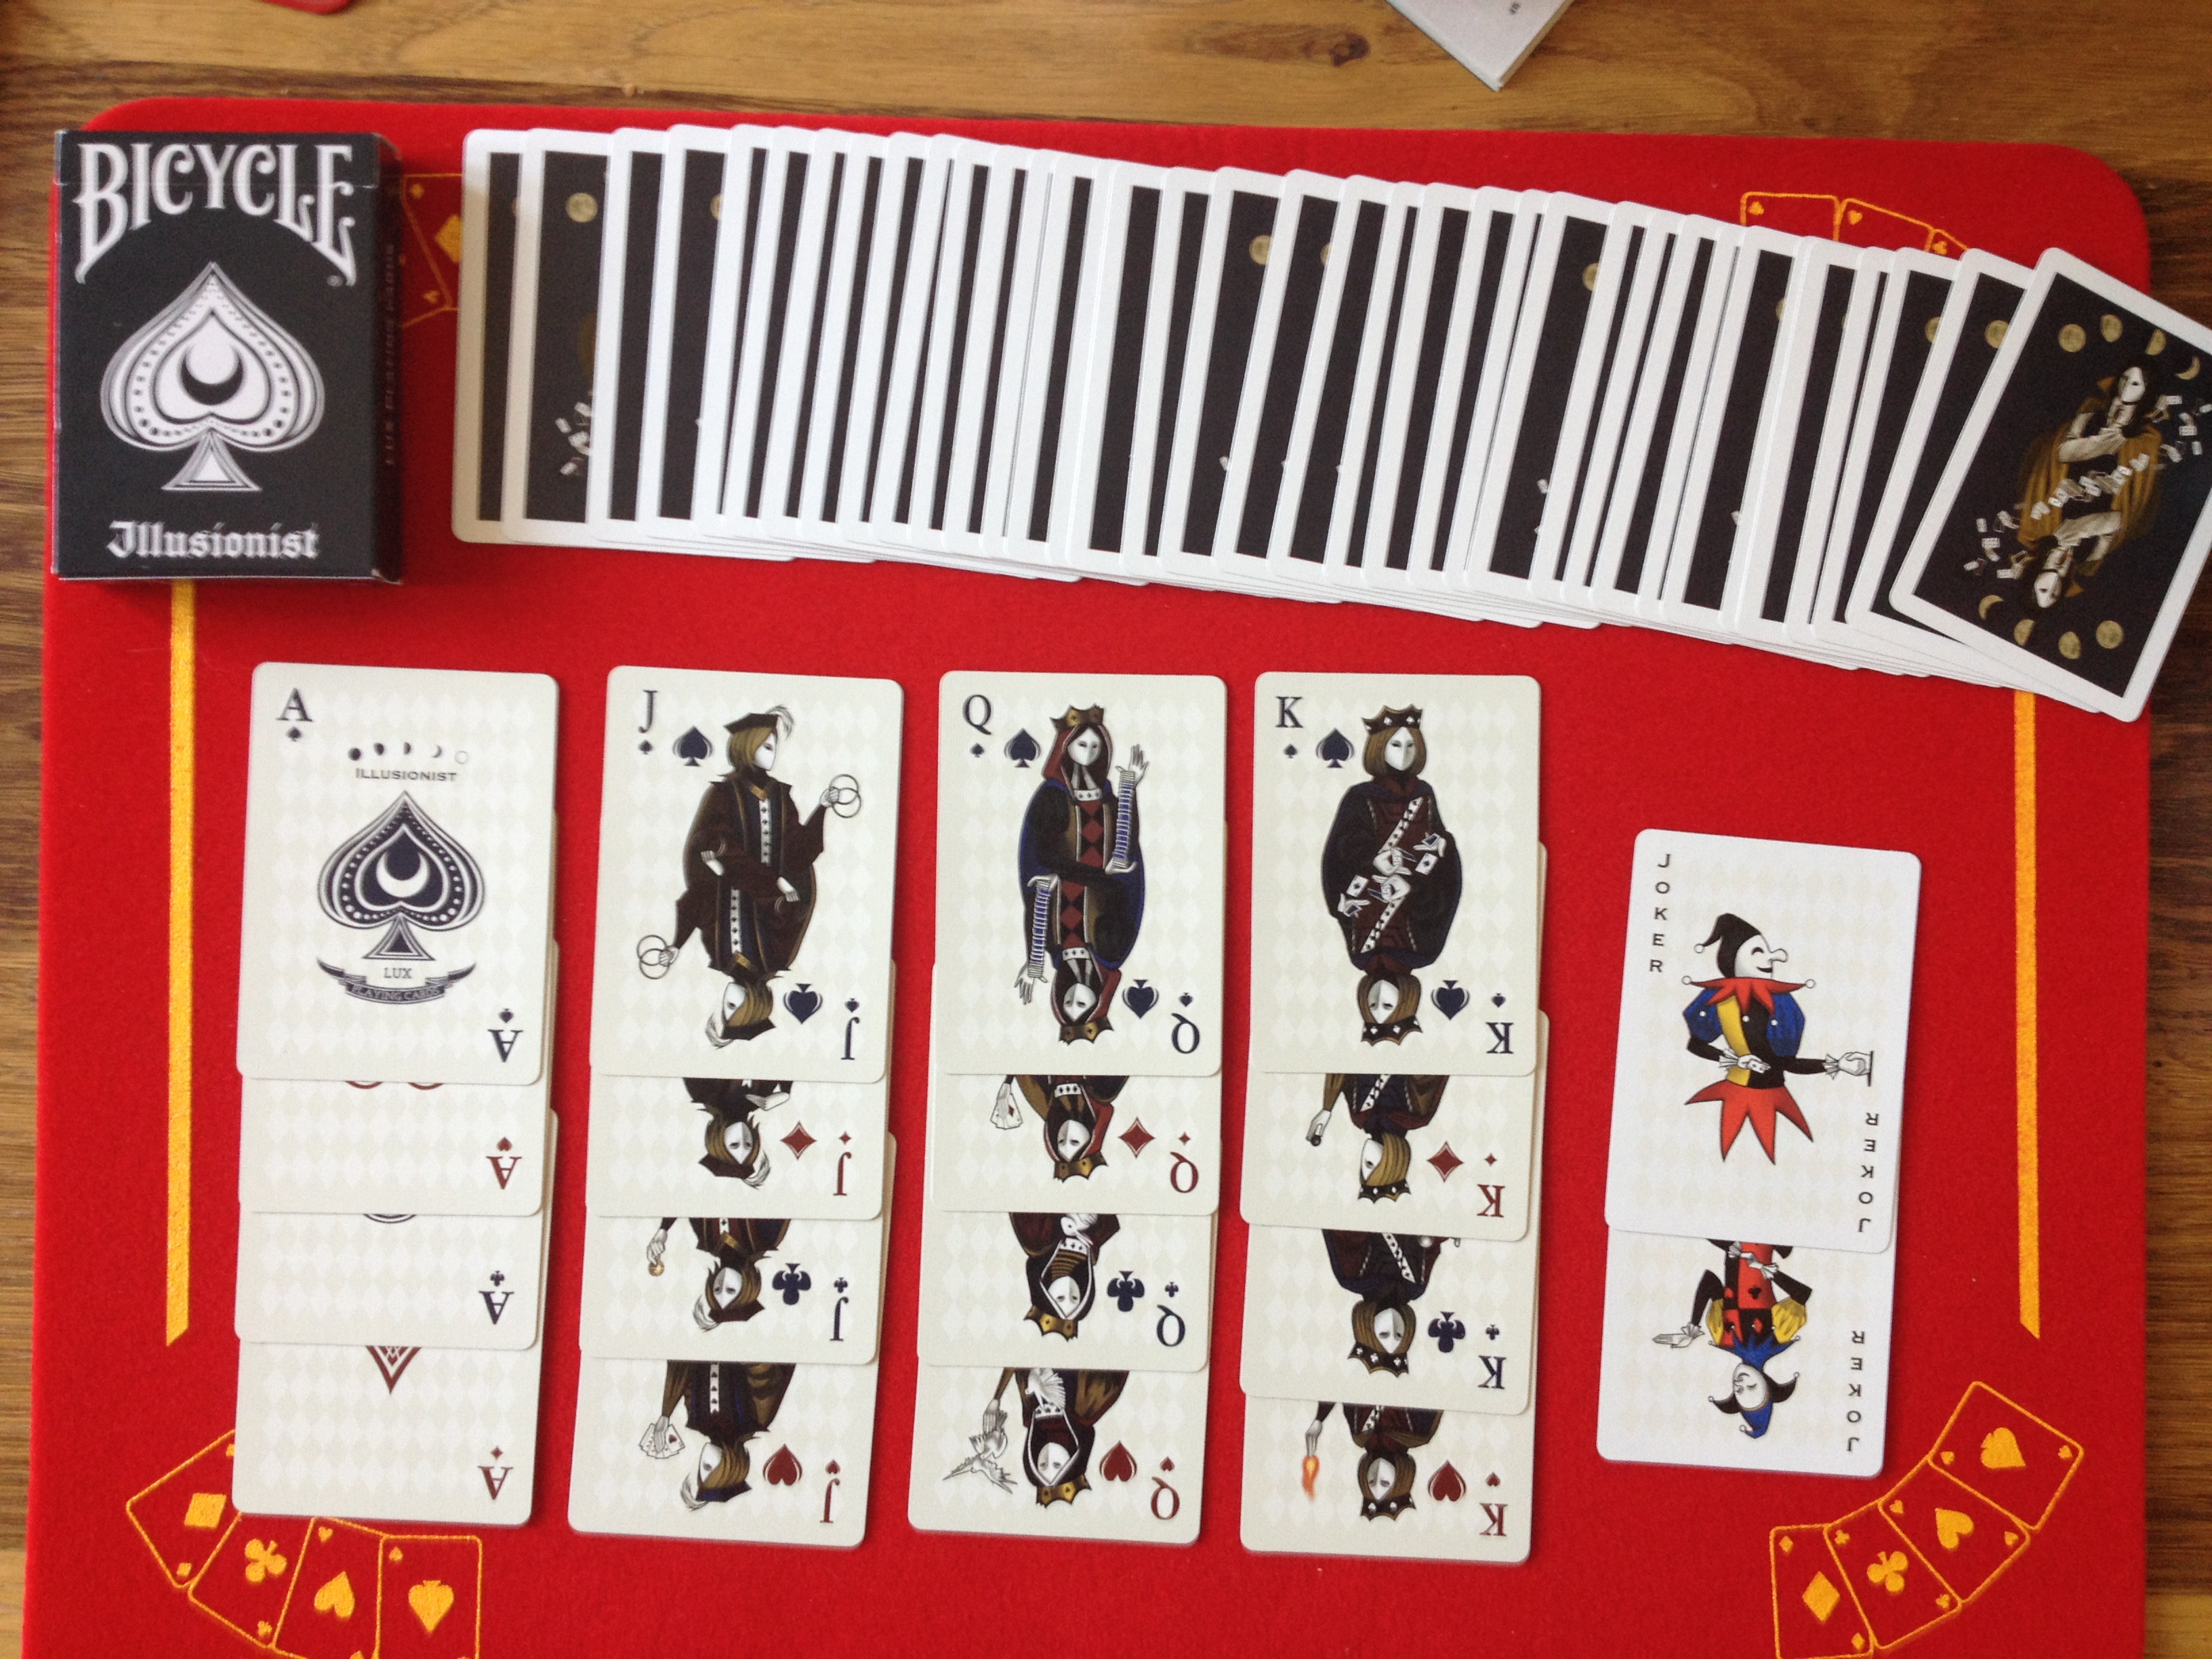 BICYCLE
Illusionist
A
ILLUSIONIST
LUX
PLAYING CARDS
A
J
J
Q
Q
K
K
A
J
Q
K
A
J
Q
K
A
J
Q
K
JOKER
JOKER
JOKER